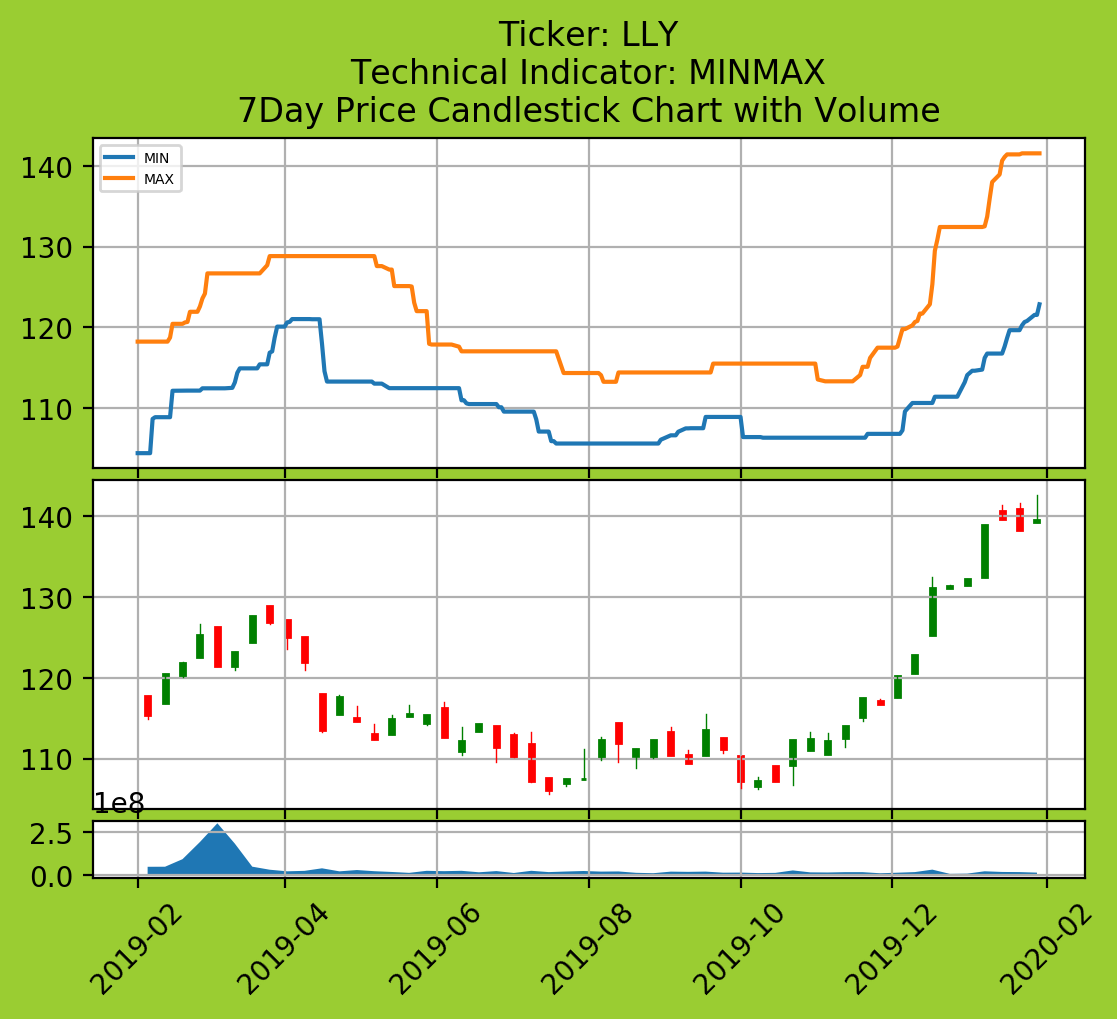 Ticker: LLY
Technical Indicator: MINMAX
7Day Price Candlestick Chart with Volume
MIN
MAX
140
130
120
110
140
130
120
110
1e8
2.5
0.0
2019-02
2019-04
2019-06
2019-08
2019-10
2019-12
2020-02